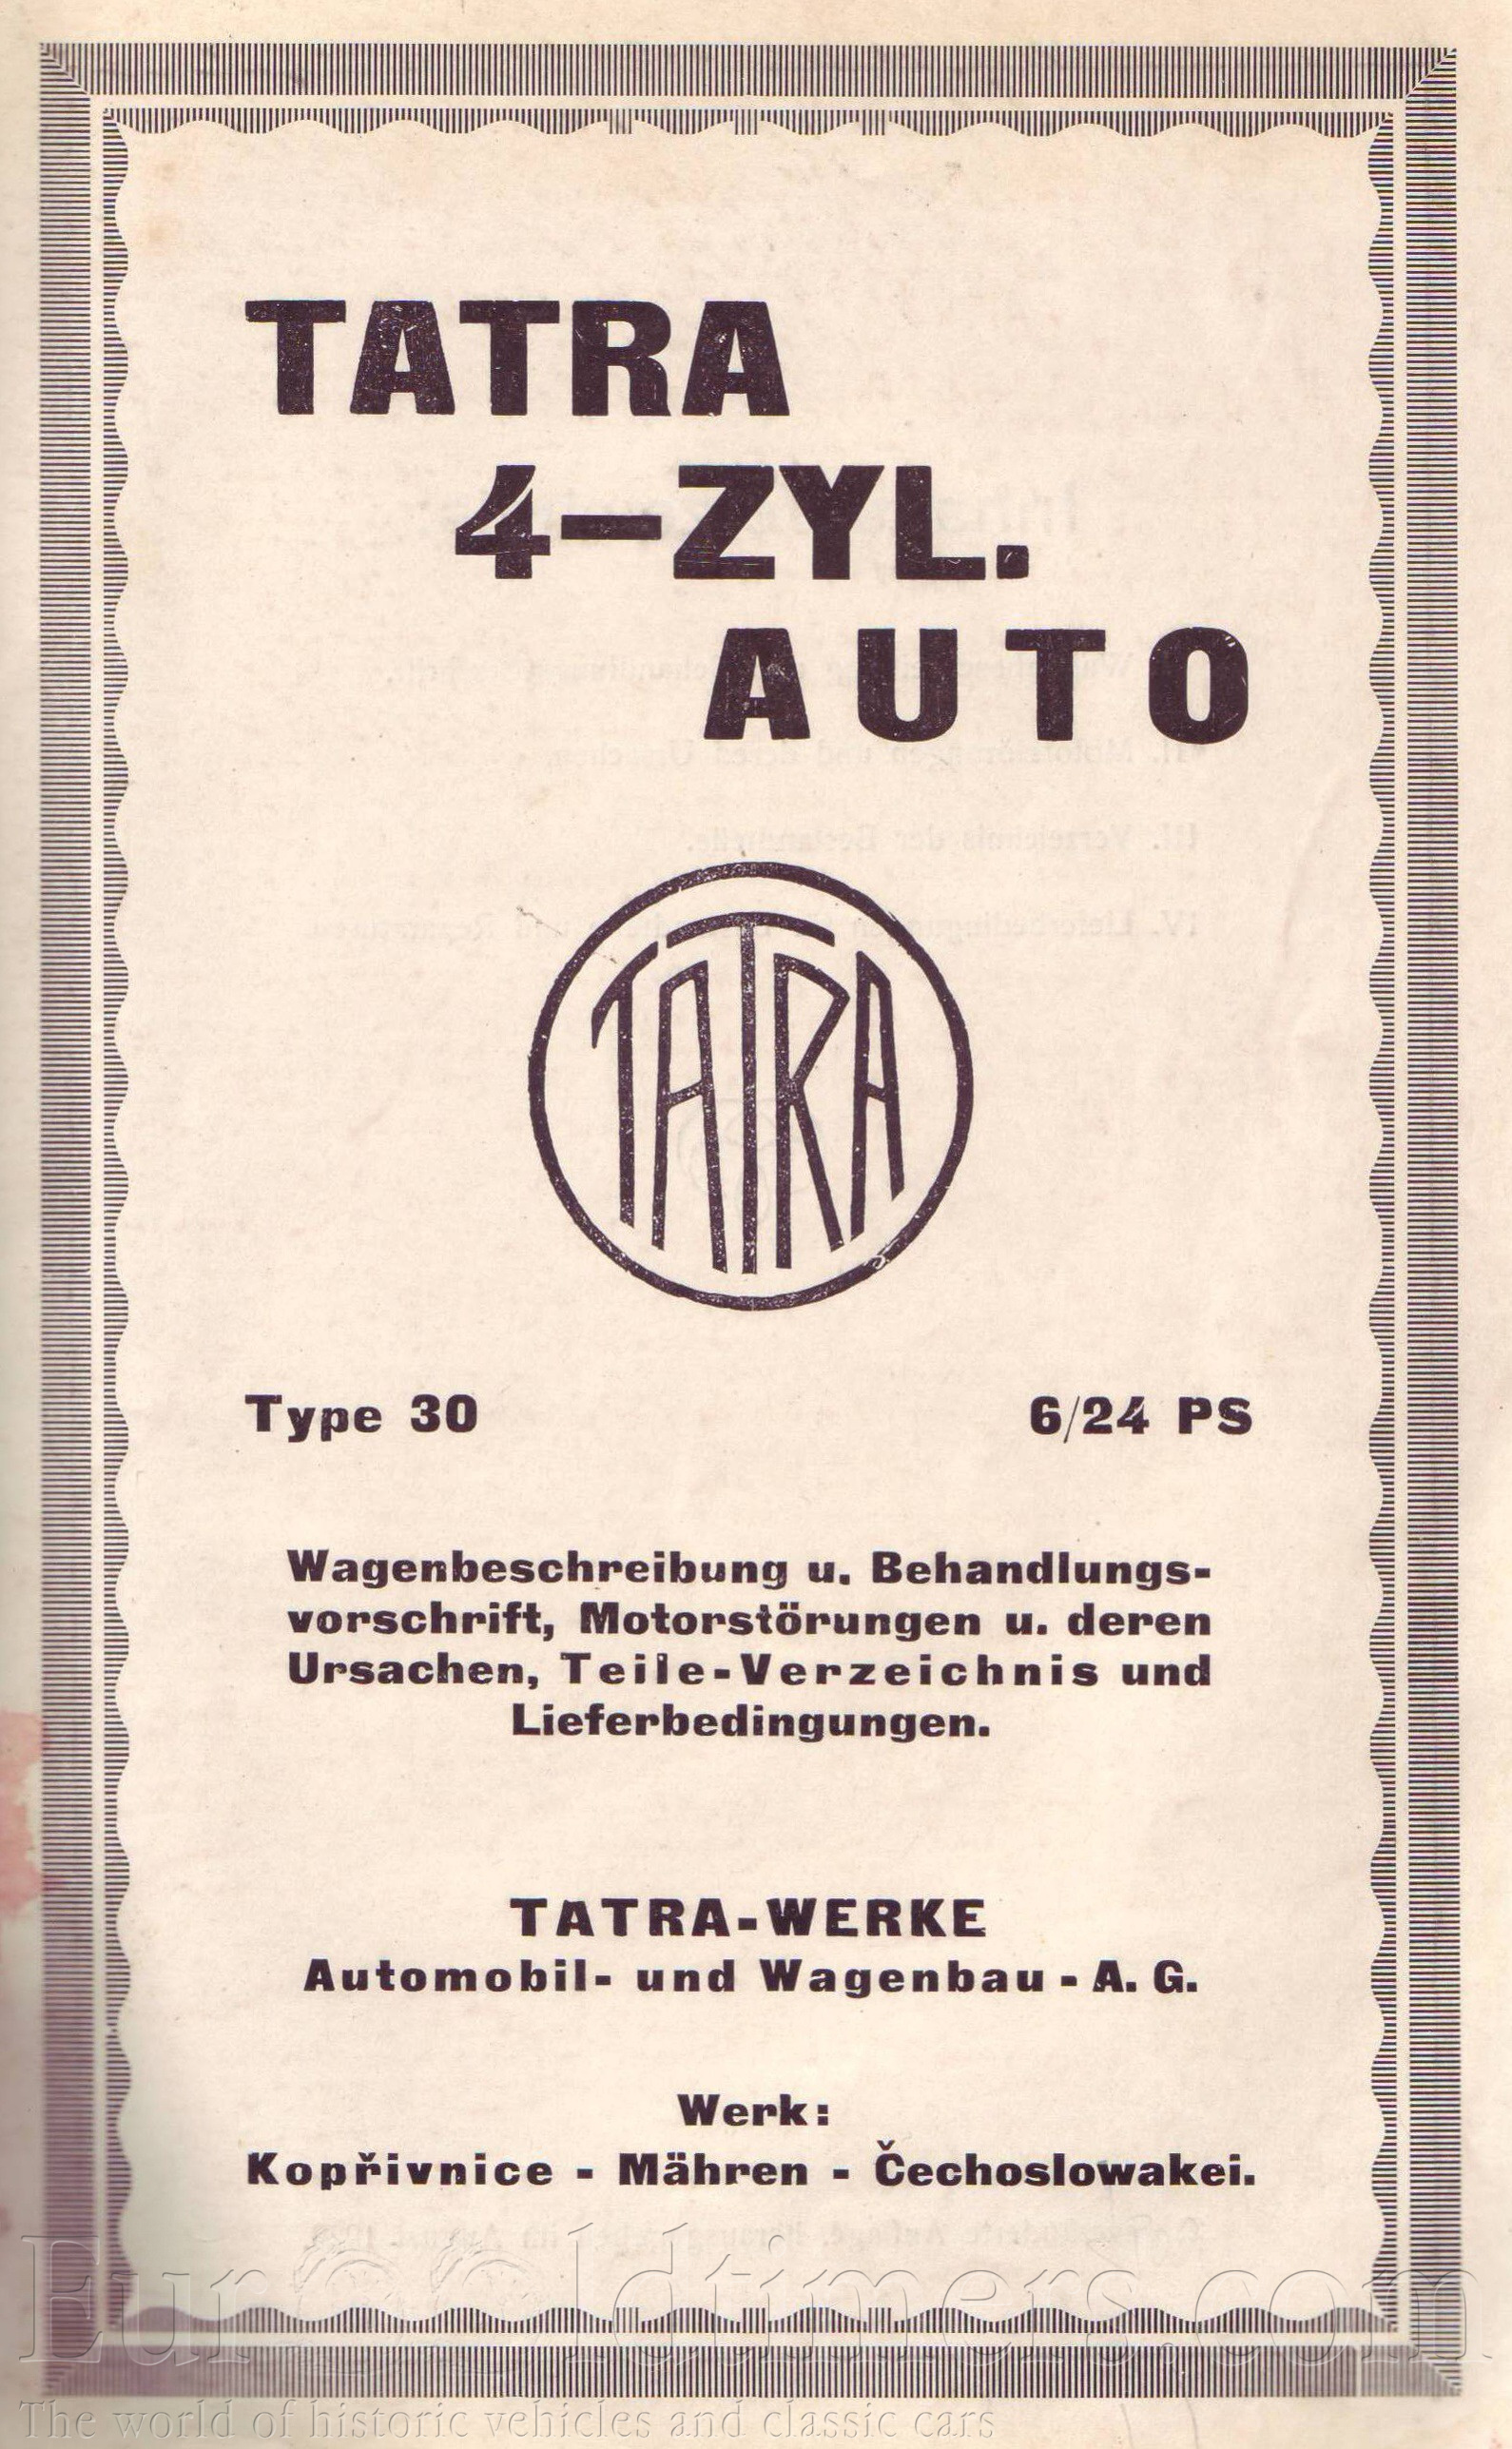 TATRA
4-ZYL.
AUTO
TATRA
Type 30 6/24 PS
Wagenbeschreibung u. Behandlungs-
vorschrift, Motorstörungen u. deren
Ursachen, Teile-Verzeichnis und
Lieferbedingungen.
TATRA-WERKE
Automobil- und Wagenbau - A. G.
Werk:
Kopřivnice - Mähren - Čechoslowakei.
Eurooldtimers.com
The world of historic vehicles and classic cars